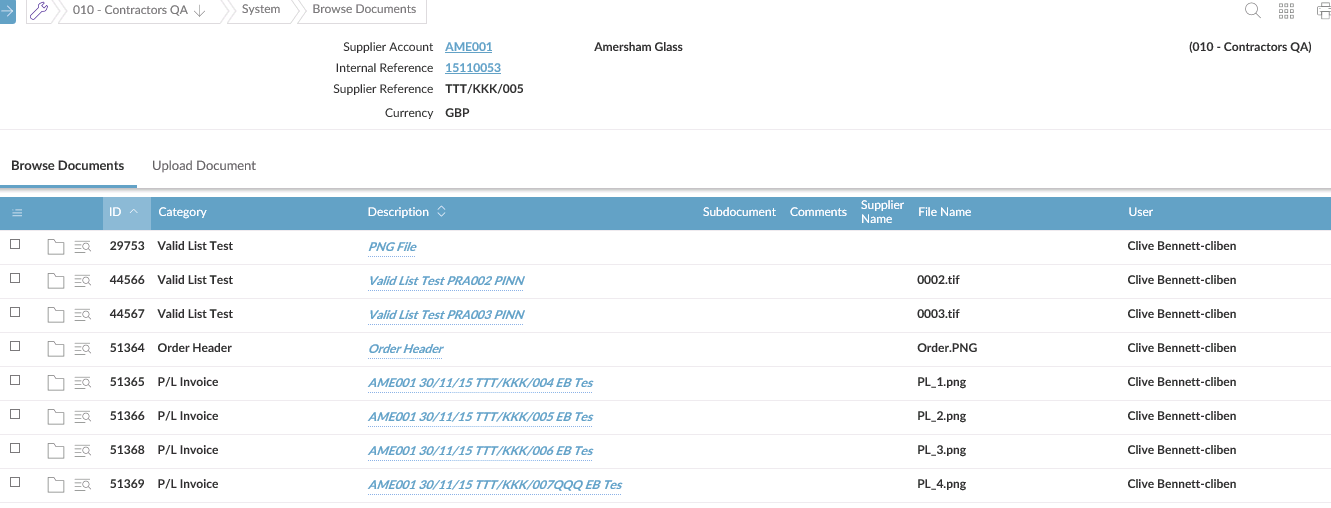 010 - Contractors QA System Browse Documents
Supplier Account AME001 Amersham Glass (010 - Contractors QA)
Internal Reference 15110053
Supplier Reference TTT/KKK/005
Currency GBP
Browse Documents Upload Document
ID Category Description Subdocument Comments Supplier Name File Name User
29753 Valid List Test PNG File Clive Bennett-cliben
44566 Valid List Test Valid List Test PRA002 PINN 0002.tif Clive Bennett-cliben
44567 Valid List Test Valid List Test PRA003 PINN 0003.tif Clive Bennett-cliben
51364 Order Header Order Header Order.PNG Clive Bennett-cliben
51365 P/L Invoice AME001 30/11/15 TTT/KKK/004 EB Tes PL_1.png Clive Bennett-cliben
51366 P/L Invoice AME001 30/11/15 TTT/KKK/005 EB Tes PL_2.png Clive Bennett-cliben
51368 P/L Invoice AME001 30/11/15 TTT/KKK/006 EB Tes PL_3.png Clive Bennett-cliben
51369 P/L Invoice AME001 30/11/15 TTT/KKK/007QQQ EB Tes PL_4.png Clive Bennett-cliben